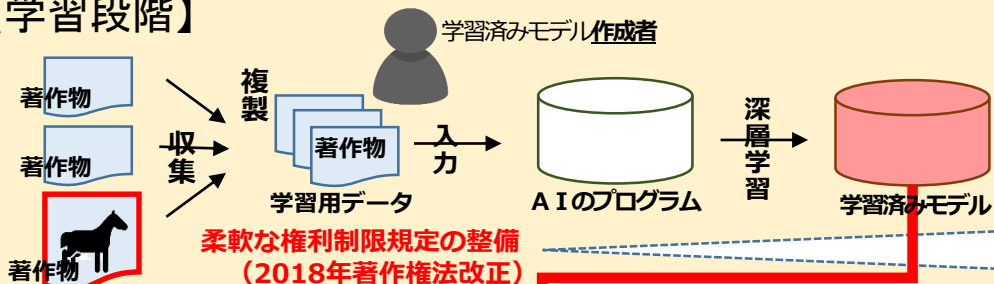 学習段階】
学習済みモデル作成者
著作物
著作物
著作物
収集
複製
著作物
学習用データ
入力
AIのプログラム
深層学習
学習済みモデル
柔軟な権利制限規定の整備
(2018年著作権法改正)